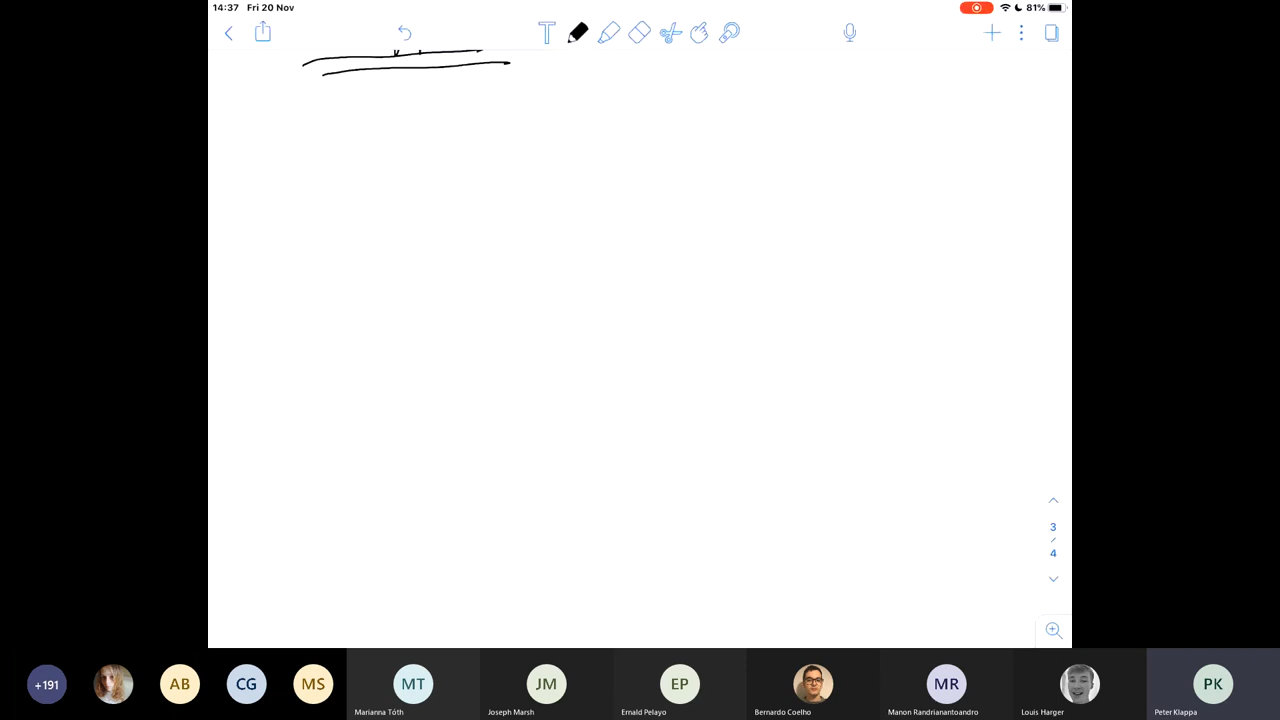 14:37 Fri 20 Nov 81%
T
3
/
4
+191
AB
CG
MS
MT
JM
EP
MR
PK
Marianna Tóth
Joseph Marsh
Ernald Pelayo
Bernardo Coelho
Manon Randrianantoandro
Louis Harger
Peter Klappa